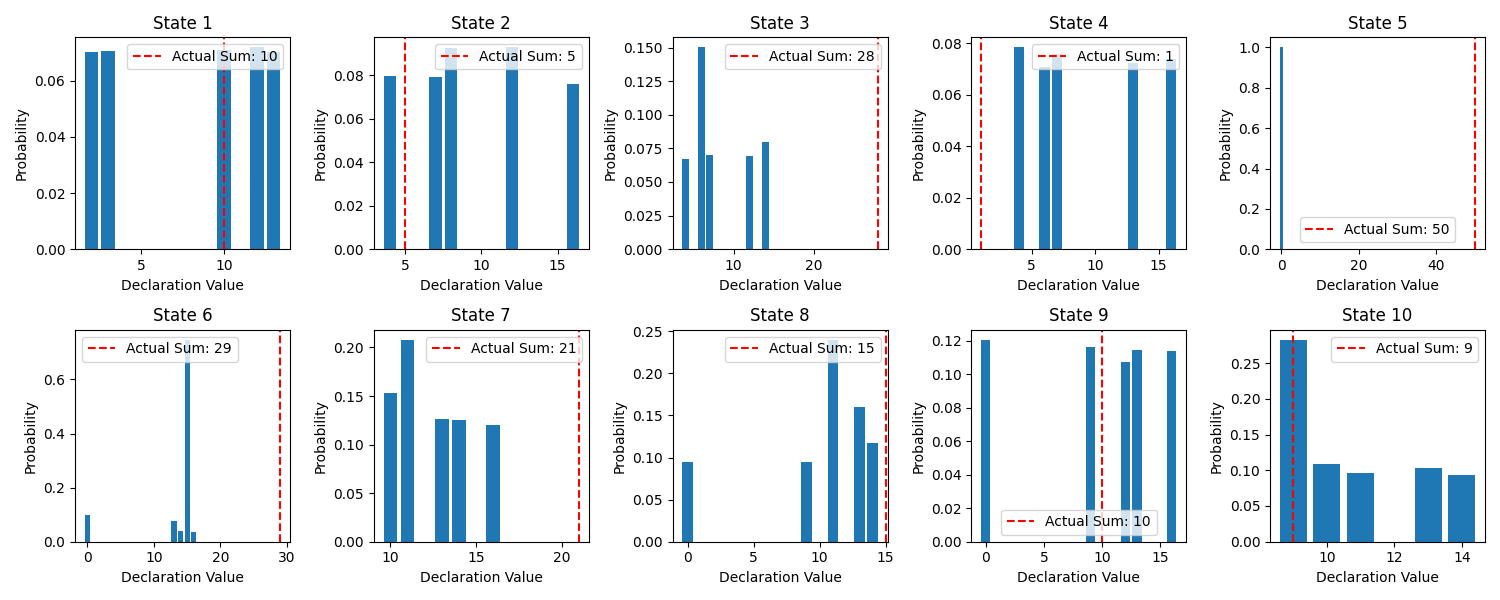 State 1
State 2
State 3
State 4
State 5
Actual Sum: 10
Actual Sum: 5
Actual Sum: 28
Actual Sum: 1
Actual Sum: 50
Probability
0.06
0.04
0.02
0.00
5
10
Declaration Value
Probability
0.08
0.06
0.04
0.02
0.00
5
10
15
Declaration Value
Probability
0.150
0.125
0.100
0.075
0.050
0.025
0.000
10
20
Declaration Value
Probability
0.08
0.06
0.04
0.02
0.00
5
10
15
Declaration Value
Probability
1.0
0.8
0.6
0.4
0.2
0.0
0
20
40
Declaration Value
State 6
State 7
State 8
State 9
State 10
Actual Sum: 29
Actual Sum: 21
Actual Sum: 15
Actual Sum: 10
Actual Sum: 9
Probability
0.6
0.4
0.2
0.0
0
10
20
30
Declaration Value
Probability
0.20
0.15
0.10
0.05
0.00
10
15
20
Declaration Value
Probability
0.25
0.20
0.15
0.10
0.05
0.00
0
5
10
15
Declaration Value
Probability
0.12
0.10
0.08
0.06
0.04
0.02
0.00
0
5
10
15
Declaration Value
Probability
0.25
0.20
0.15
0.10
0.05
0.00
10
12
14
Declaration Value